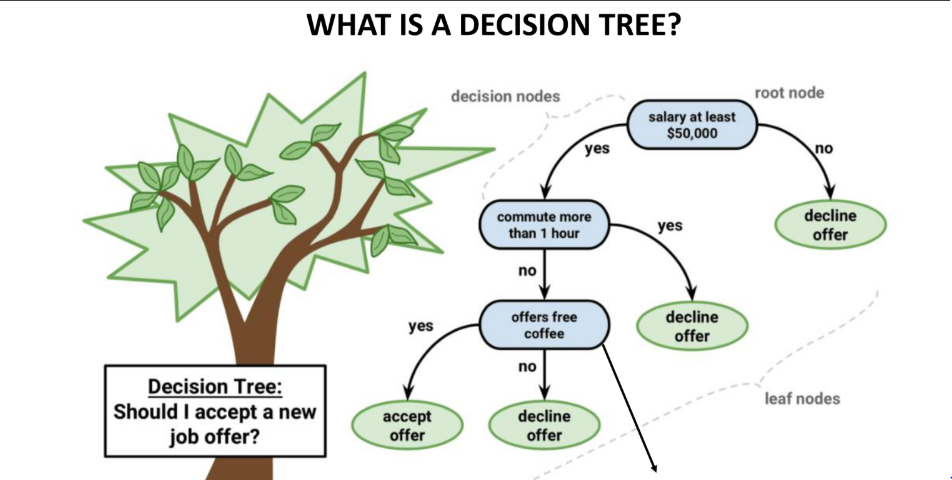 WHAT IS A DECISION TREE?
decision nodes
root node
salary at least
$50,000
yes
no
commute more
than 1 hour
yes
decline
offer
no
offers free
coffee
decline
offer
yes
no
Decision Tree:
Should I accept a new
job offer?
accept
offer
decline
offer
leaf nodes